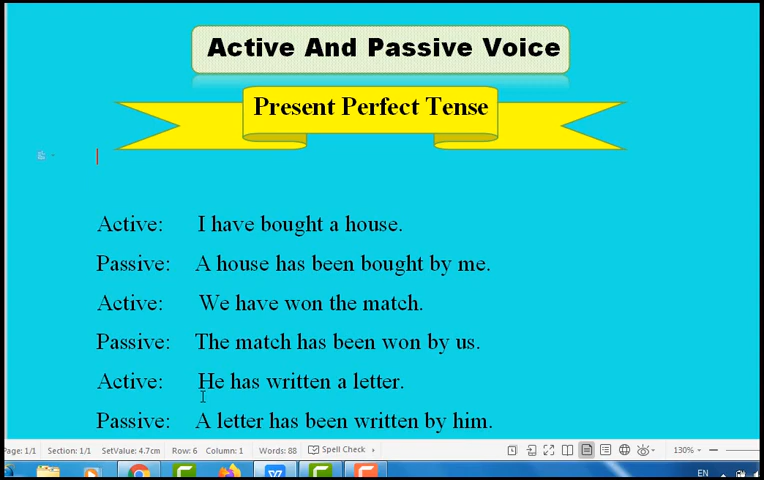 Active And Passive Voice
Present Perfect Tense
Active: I have bought a house.
Passive: A house has been bought by me.
Active: We have won the match.
Passive: The match has been won by us.
Active: He has written a letter.
Passive: A letter has been written by him.
Page: 1/1 Section: 1/1 SetValue: 4.7cm Row: 6 Column: 1 Words: 88 Spell Check 130%
EN